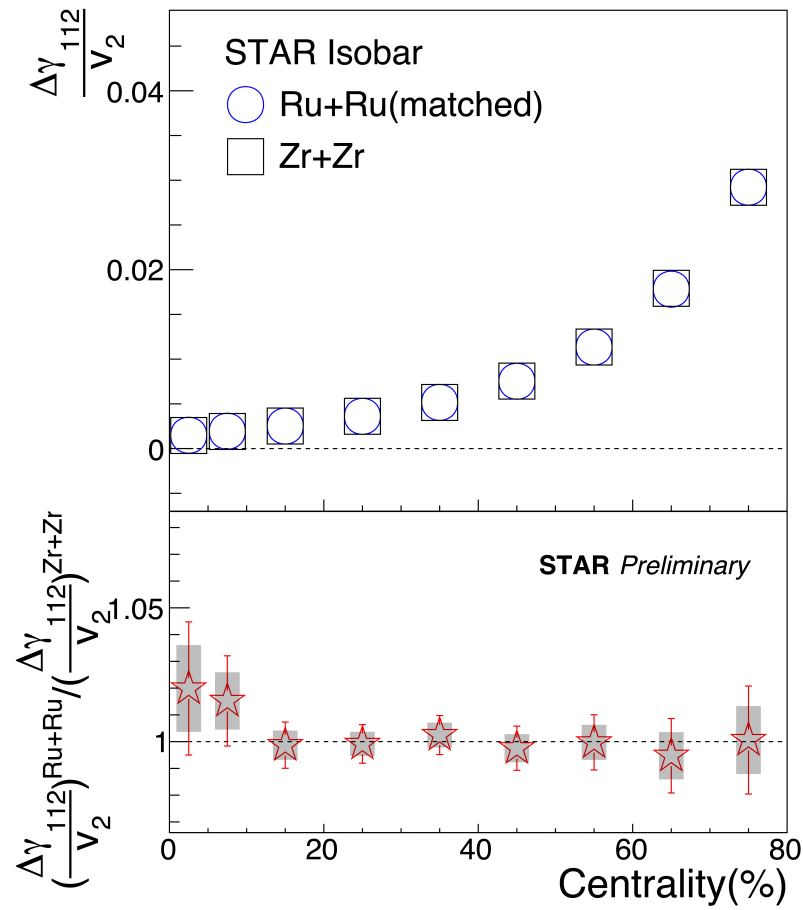 Δγ112/v2
STAR Isobar
0.04
Ru+Ru(matched)
Zr+Zr
0.02
0
STAR Preliminary
(Δγ112/v2)Ru+Ru/(Δγ112/v2)Zr+Zr
1.05
1
0 20 40 60 80
Centrality(%)